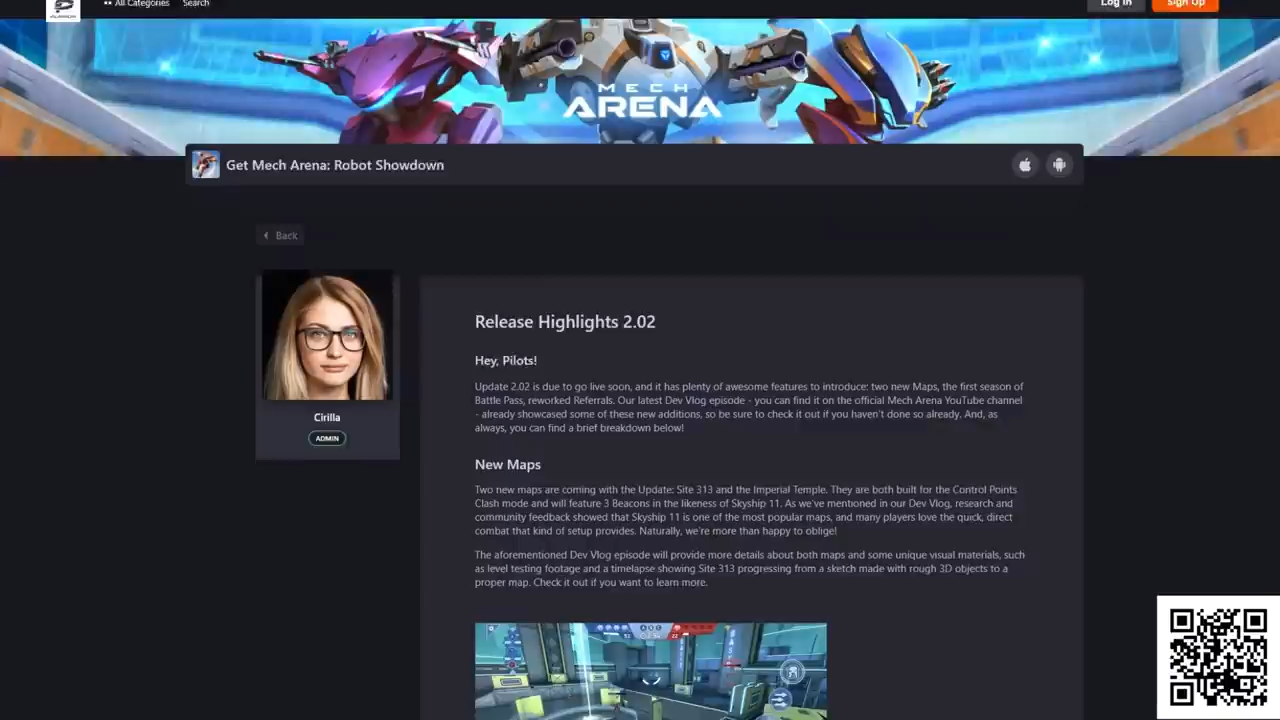 All Categories
Search
Log In
Sign Up
MECH
ARENA
Get Mech Arena: Robot Showdown
Back
Cirilla
ADMIN
Release Highlights 2.02
Hey, Pilots!
Update 2.02 is due to go live soon, and it has plenty of awesome features to introduce: two new Maps, the first season of
Battle Pass, reworked Referrals. Our latest Dev Vlog episode - you can find it on the official Mech Arena YouTube channel
- already showcased some of these new additions, so be sure to check it out if you haven't done so already. And, as
always, you can find a brief breakdown below!
New Maps
Two new maps are coming with the Update: Site 313 and the Imperial Temple. They are both built for the Control Points
Clash mode and will feature 3 Beacons in the likeness of Skyship 11. As we've mentioned in our Dev Vlog, research and
community feedback showed that Skyship 11 is one of the most popular maps, and many players love the quick, direct
combat that kind of setup provides. Naturally, we're more than happy to oblige!
The aforementioned Dev Vlog episode will provide more details about both maps and some unique visual materials, such
as level testing footage and a timelapse showing Site 313 progressing from a sketch made with rough 3D objects to a
proper map. Check it out if you want to learn more.